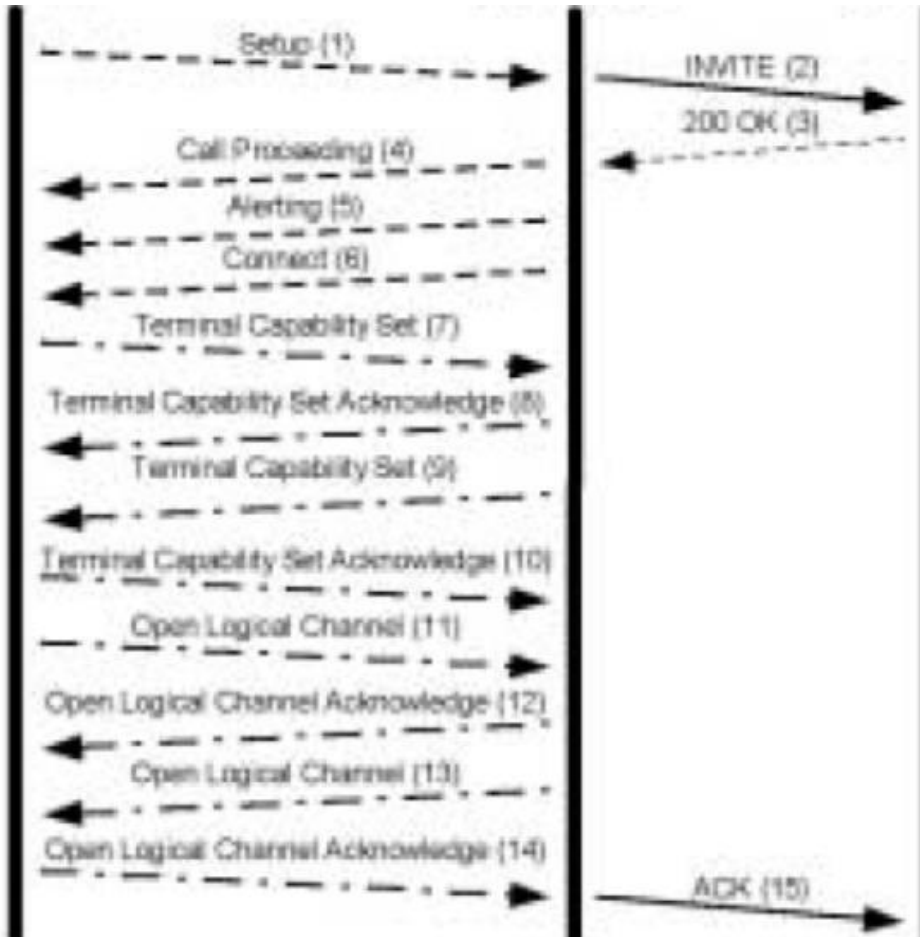 Setup (1)
INVITE (2)
200 OK (3)
Call Proceeding (4)
Alerting (5)
Connect (6)
Terminal Capability Set (7)
Terminal Capability Set Acknowledge (8)
Terminal Capability Set (9)
Terminal Capability Set Acknowledge (10)
Open Logical Channel (11)
Open Logical Channel Acknowledge (12)
Open Logical Channel (13)
Open Logical Channel Acknowledge (14)
ACK (15)